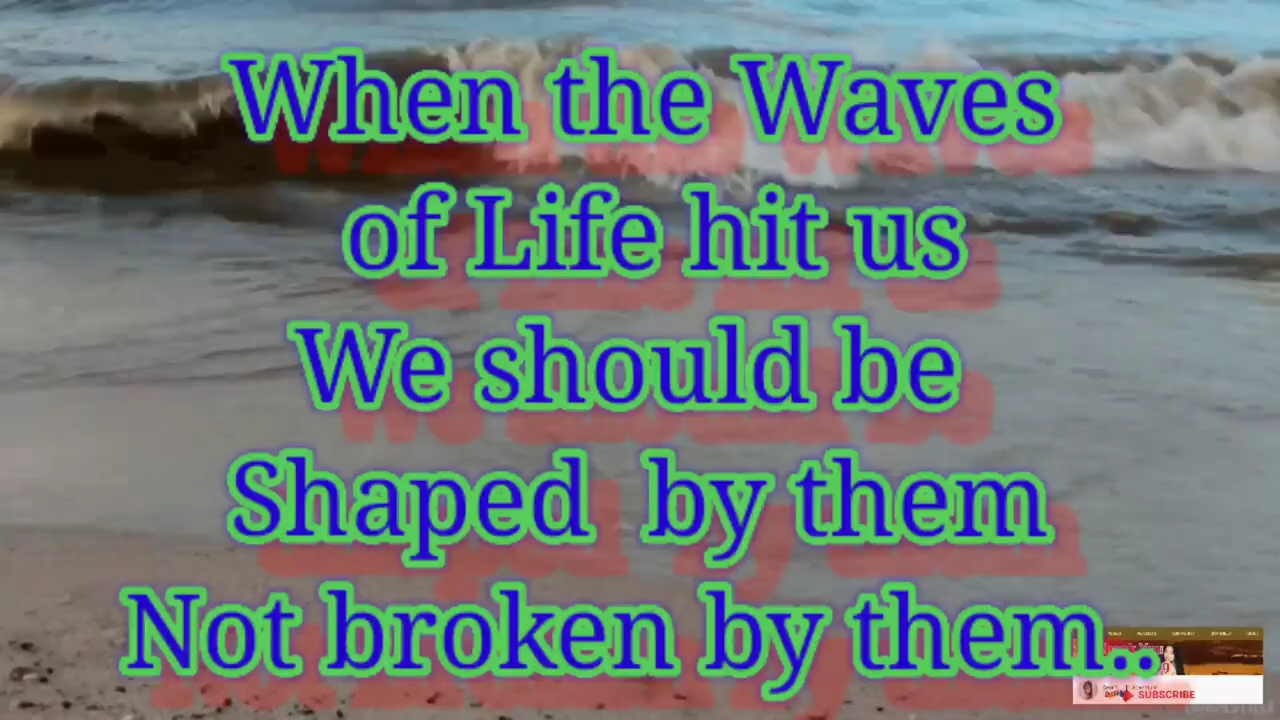 When the Waves
of Life hit us
We should be
Shaped by them
Not broken by them...
SUBSCRIBE